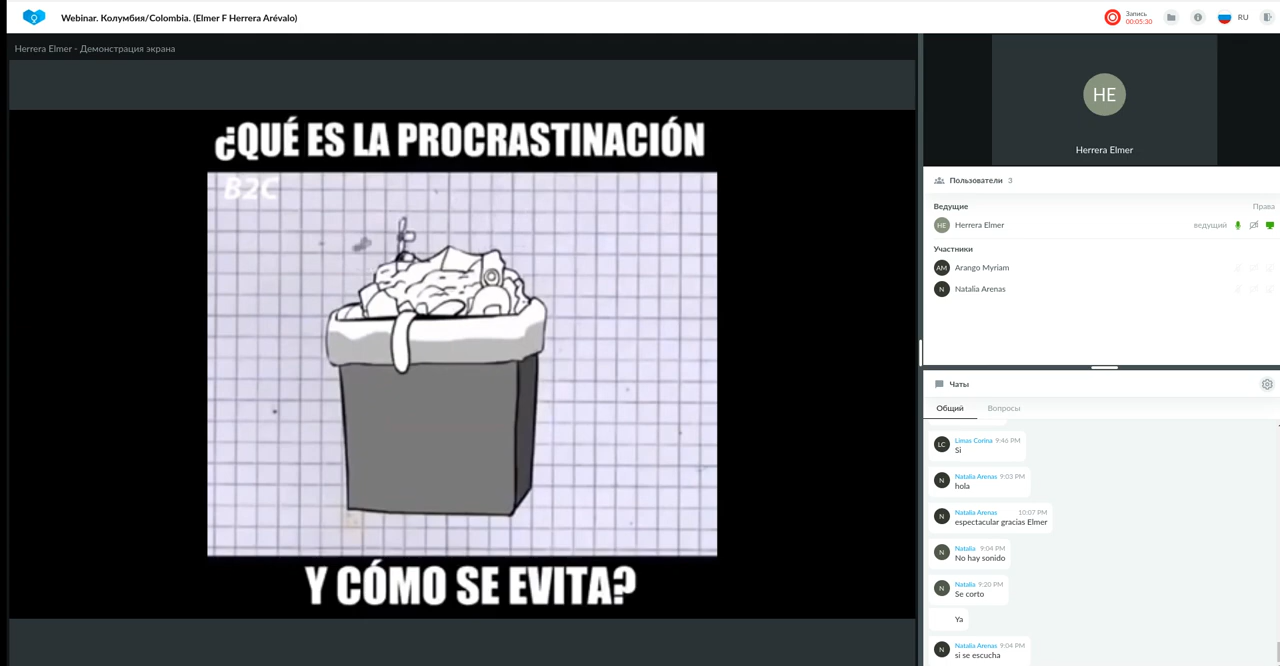 Webinar. Колумбия/Colombia. (Elmer F Herrera Arévalo)
Запись
00:05:30
RU
Herrera Elmer - Демонстрация экрана
¿QUÉ ES LA PROCRASTINACIÓN
B2C
Y CÓMO SE EVITA?
HE
Herrera Elmer
Пользователи 3
Ведущие Права
HE Herrera Elmer ведущий
Участники
AM Arango Myriam
N Natalia Arenas
Чаты
Общий Вопросы
LC Limas Corina 9:46 PM
Si
N Natalia Arenas 9:03 PM
hola
N Natalia Arenas 10:07 PM
espectacular gracias Elmer
N Natalia 9:04 PM
No hay sonido
N Natalia 9:20 PM
Se corto
Ya
N Natalia Arenas 9:04 PM
si se escucha